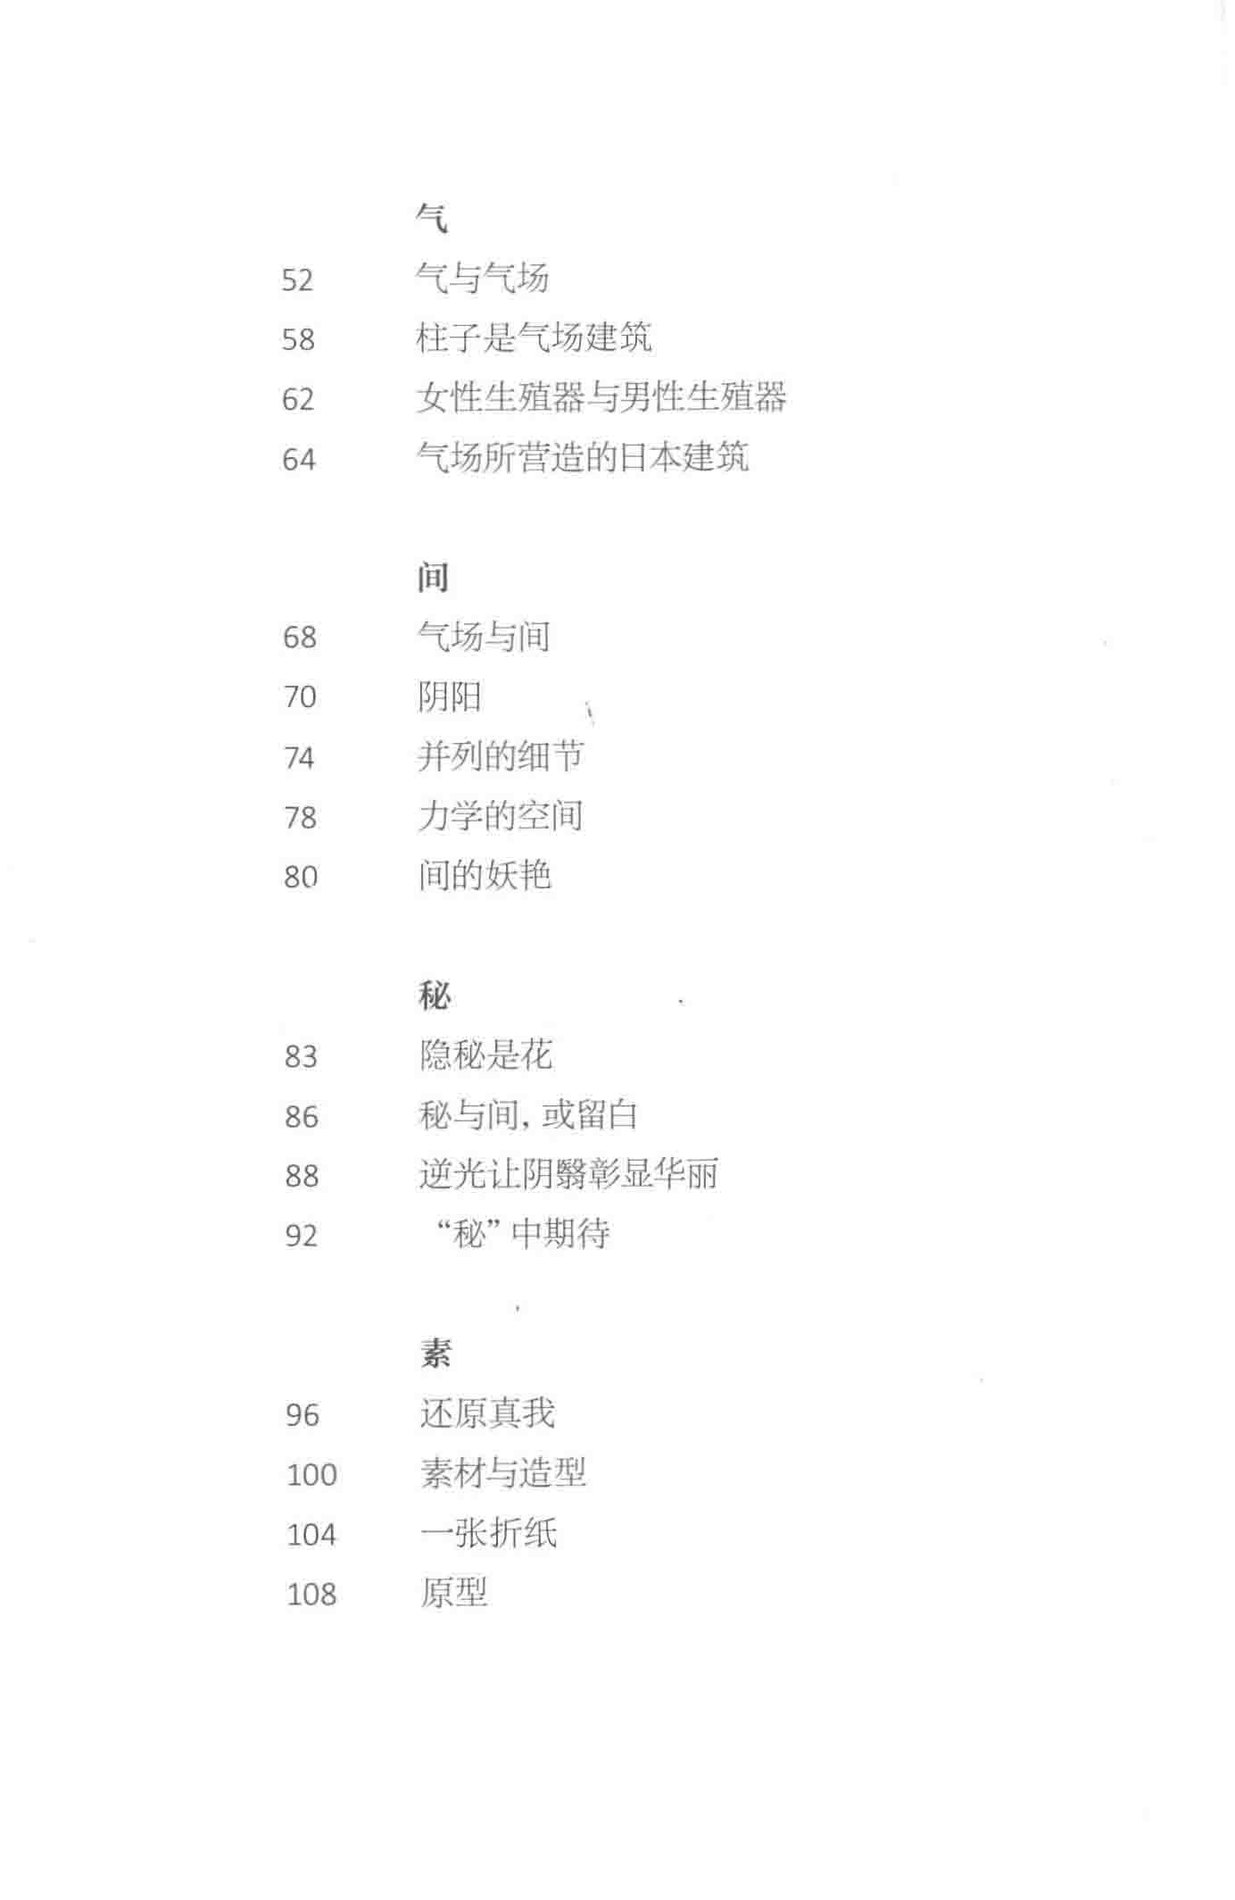 气
52 气与气场
58 柱子是气场建筑
62 女性生殖器与男性生殖器
64 气场所营造的日本建筑
间
68 气场与间
70 阴阳
74 并列的细节
78 力学的空间
80 间的妖艳
秘
83 隐秘是花
86 秘与间，或留白
88 逆光让阴翳彰显华丽
92 “秘”中期待
素
96 还原真我
100 素材与造型
104 一张折纸
108 原型